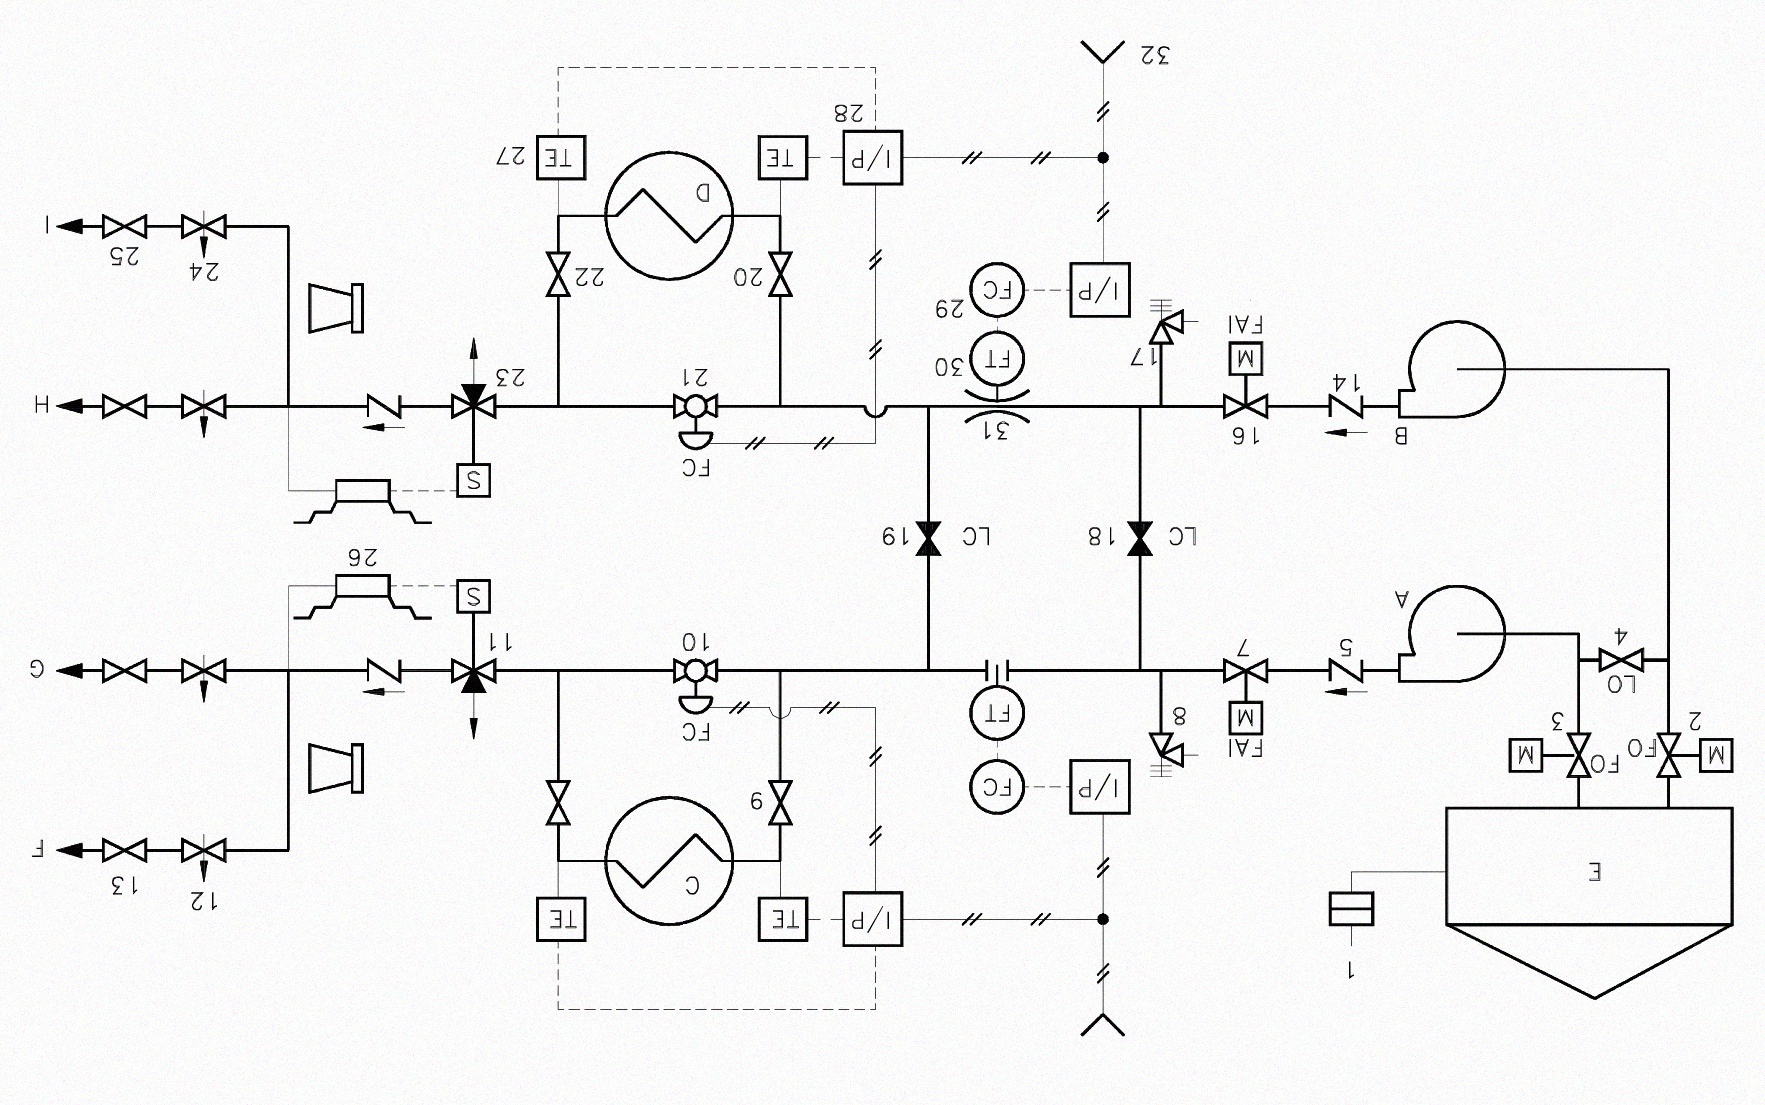 1
I/P TE TE
12
C 13
E
F
9
I/P FC
M FO FO M
FAI
FC
2 3 M 8 FT
LO
G
4 5 7 10 11
A S
26
LC 18 LC 19
S
FC
B 16 31
H
14 21 23
M 17 FT 30
FAI
I/P FC 29
20 22 24
25
I
D
I/P TE TE 27
28
32